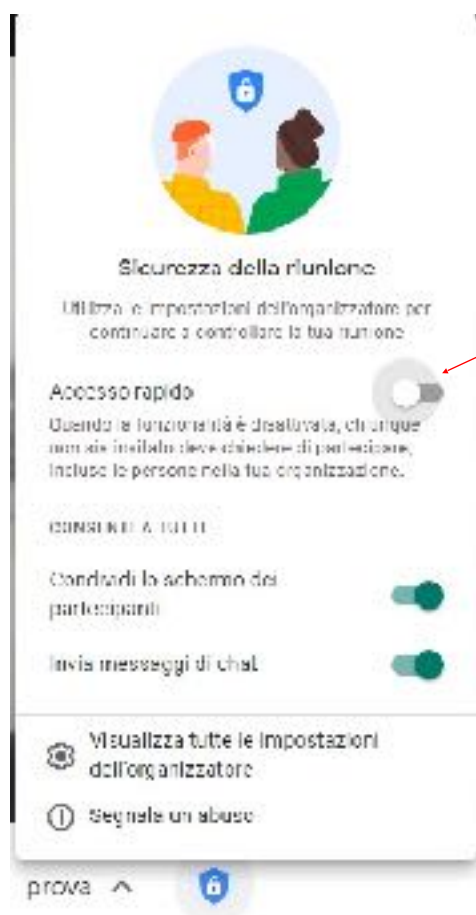 Sicurezza della riunione
Utilizza le impostazioni dell'organizzatore per
continuare a controllare la tua riunione
Accesso rapido
Quando la funzionalità è disattivata, chiunque
non sia invitato deve chiedere di partecipare,
incluse le persone nella tua organizzazione.
CONSENTI A TUTTI
Condividi lo schermo dei
partecipanti
Invia messaggi di chat
Visualizza tutte le impostazioni
dell'organizzatore
Segnala un abuso
prova